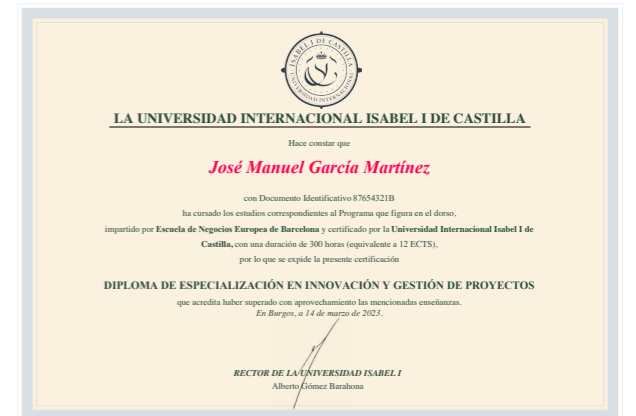 ISABEL I DE CASTILLA
UNIVERSIDAD INTERNACIONAL
LA UNIVERSIDAD INTERNACIONAL ISABEL I DE CASTILLA
Hace constar que
José Manuel García Martínez
con Documento Identificativo 87654321B
ha cursado los estudios correspondientes al Programa que figura en el dorso,
impartido por Escuela de Negocios Europea de Barcelona y certificado por la Universidad Internacional Isabel I de
Castilla, con una duración de 300 horas (equivalente a 12 ECTS),
por lo que se expide la presente certificación
DIPLOMA DE ESPECIALIZACIÓN EN INNOVACIÓN Y GESTIÓN DE PROYECTOS
que acredita haber superado con aprovechamiento las mencionadas enseñanzas.
En Burgos, a 14 de marzo de 2023.
RECTOR DE LA UNIVERSIDAD ISABEL I
Alberto Gómez Barahona